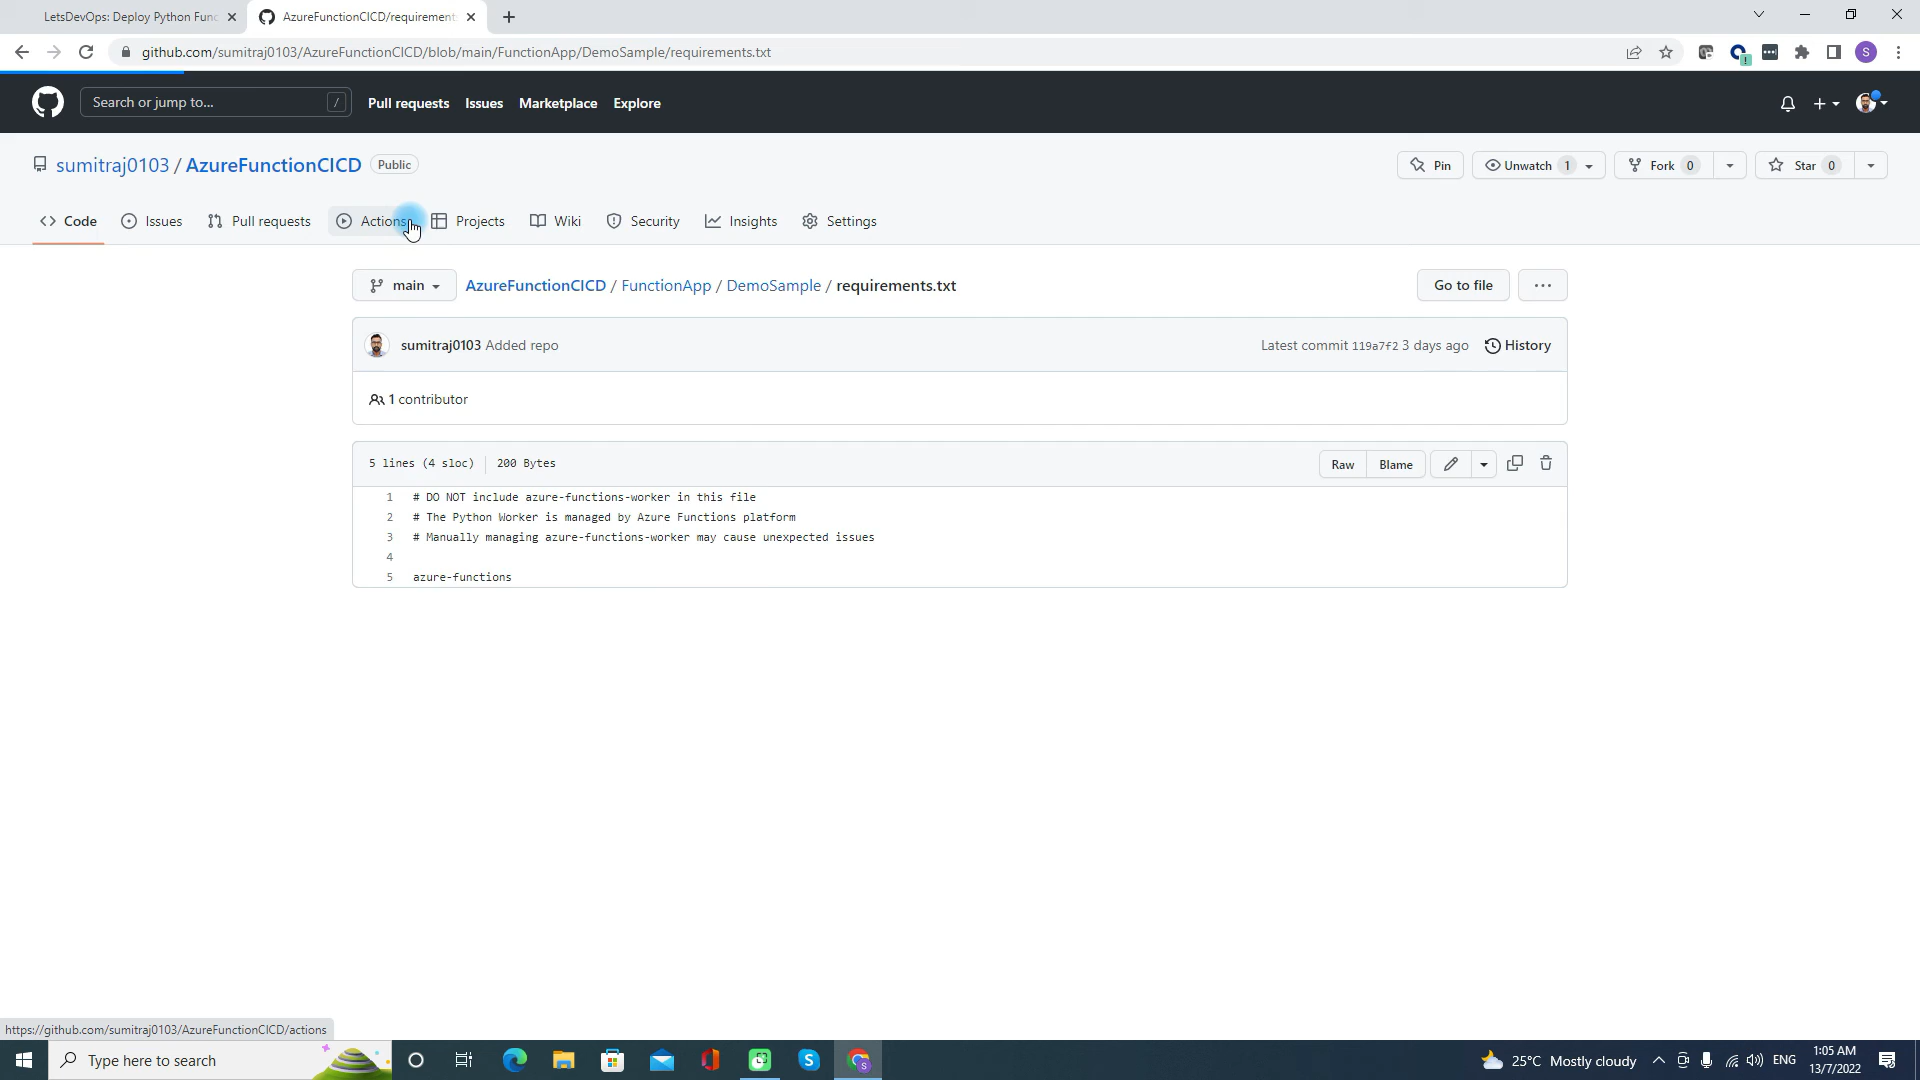 LetsDevOps: Deploy Python Func
AzureFunctionCICD/requirement
github.com/sumitraj0103/AzureFunctionCICD/blob/main/FunctionApp/DemoSample/requirements.txt
S
Search or jump to... /
Pull requests Issues Marketplace Explore
sumitraj0103 / AzureFunctionCICD Public
Pin Unwatch 1 Fork 0 Star 0
Code Issues Pull requests Actions Projects Wiki Security Insights Settings
main AzureFunctionCICD / FunctionApp / DemoSample / requirements.txt Go to file ...
sumitraj0103 Added repo Latest commit 119a7f2 3 days ago History
1 contributor
5 lines (4 sloc) 200 Bytes Raw Blame
1 # DO NOT include azure-functions-worker in this file
2 # The Python Worker is managed by Azure Functions platform
3 # Manually managing azure-functions-worker may cause unexpected issues
4
5 azure-functions
https://github.com/sumitraj0103/AzureFunctionCICD/actions
Type here to search
25°C Mostly cloudy
ENG
1:05 AM
13/7/2022